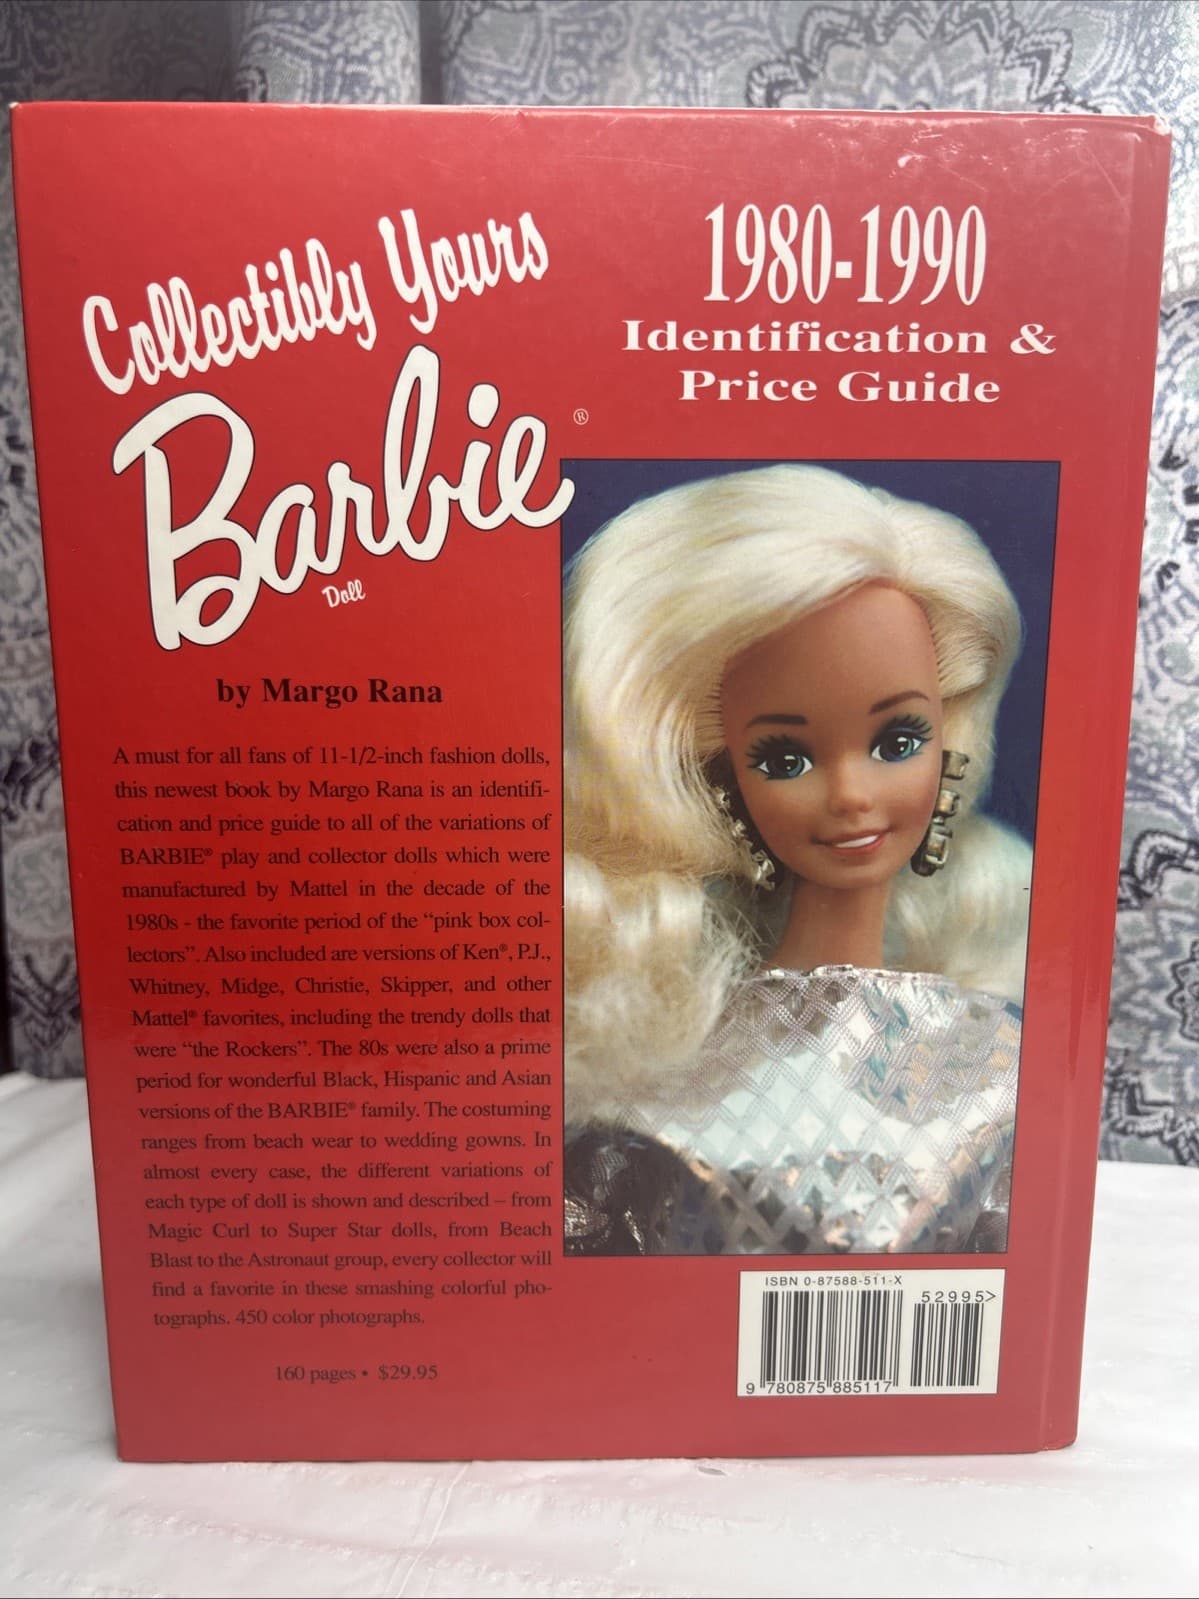 Collectibly Yours
Barbie®
Doll
1980-1990
Identification &
Price Guide
by Margo Rana
A must for all fans of 11-1/2-inch fashion dolls,
this newest book by Margo Rana is an identifi-
cation and price guide to all of the variations of
BARBIE® play and collector dolls which were
manufactured by Mattel in the decade of the
1980s - the favorite period of the “pink box col-
lectors”. Also included are versions of Ken®, P.J.,
Whitney, Midge, Christie, Skipper, and other
Mattel® favorites, including the trendy dolls that
were “the Rockers”. The 80s were also a prime
period for wonderful Black, Hispanic and Asian
versions of the BARBIE® family. The costuming
ranges from beach wear to wedding gowns. In
almost every case, the different variations of
each type of doll is shown and described – from
Magic Curl to Super Star dolls, from Beach
Blast to the Astronaut group, every collector will
find a favorite in these smashing colorful pho-
tographs. 450 color photographs.
160 pages • $29.95
ISBN 0-87588-511-X
52995>
9 780875 885117